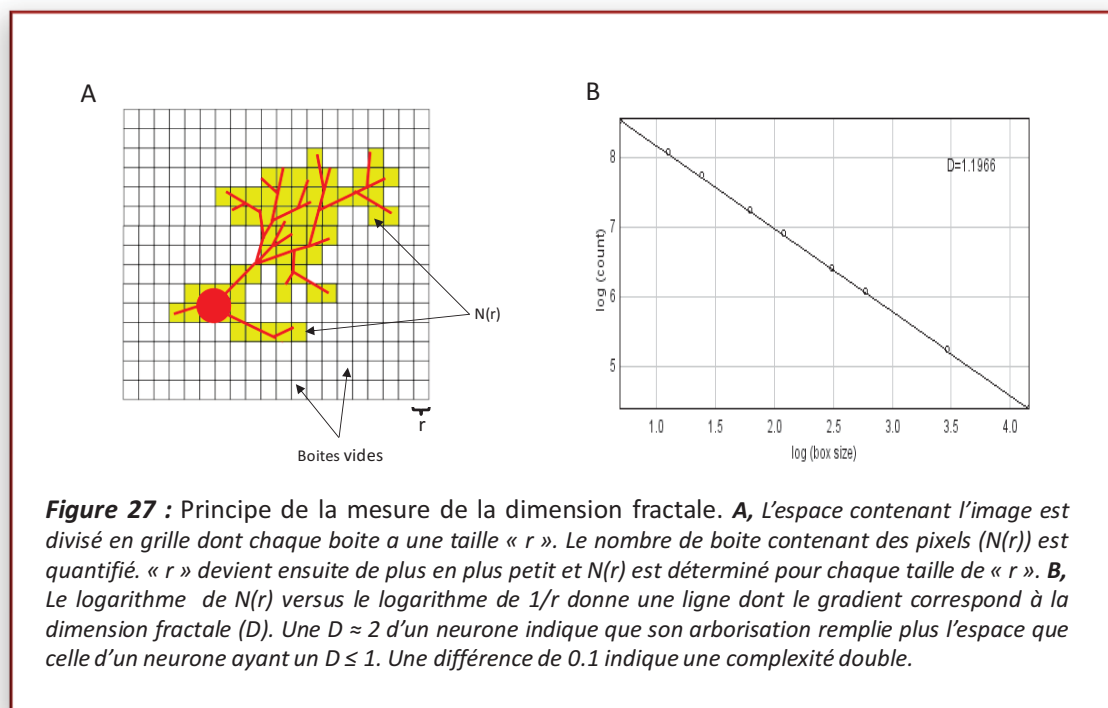 A
B
N(r)
r
Boites vides
D=1.1966
log (count)
8
7
6
5
1.0 1.5 2.0 2.5 3.0 3.5 4.0
log (box size)
Figure 27 : Principe de la mesure de la dimension fractale. A, L’espace contenant l’image est
divisé en grille dont chaque boite a une taille « r ». Le nombre de boite contenant des pixels (N(r)) est
quantifié. « r » devient ensuite de plus en plus petit et N(r) est déterminé pour chaque taille de « r ». B,
Le logarithme de N(r) versus le logarithme de 1/r donne une ligne dont le gradient correspond à la
dimension fractale (D). Une D ≈ 2 d’un neurone indique que son arborisation remplie plus l’espace que
celle d’un neurone ayant un D ≤ 1. Une différence de 0.1 indique une complexité double.